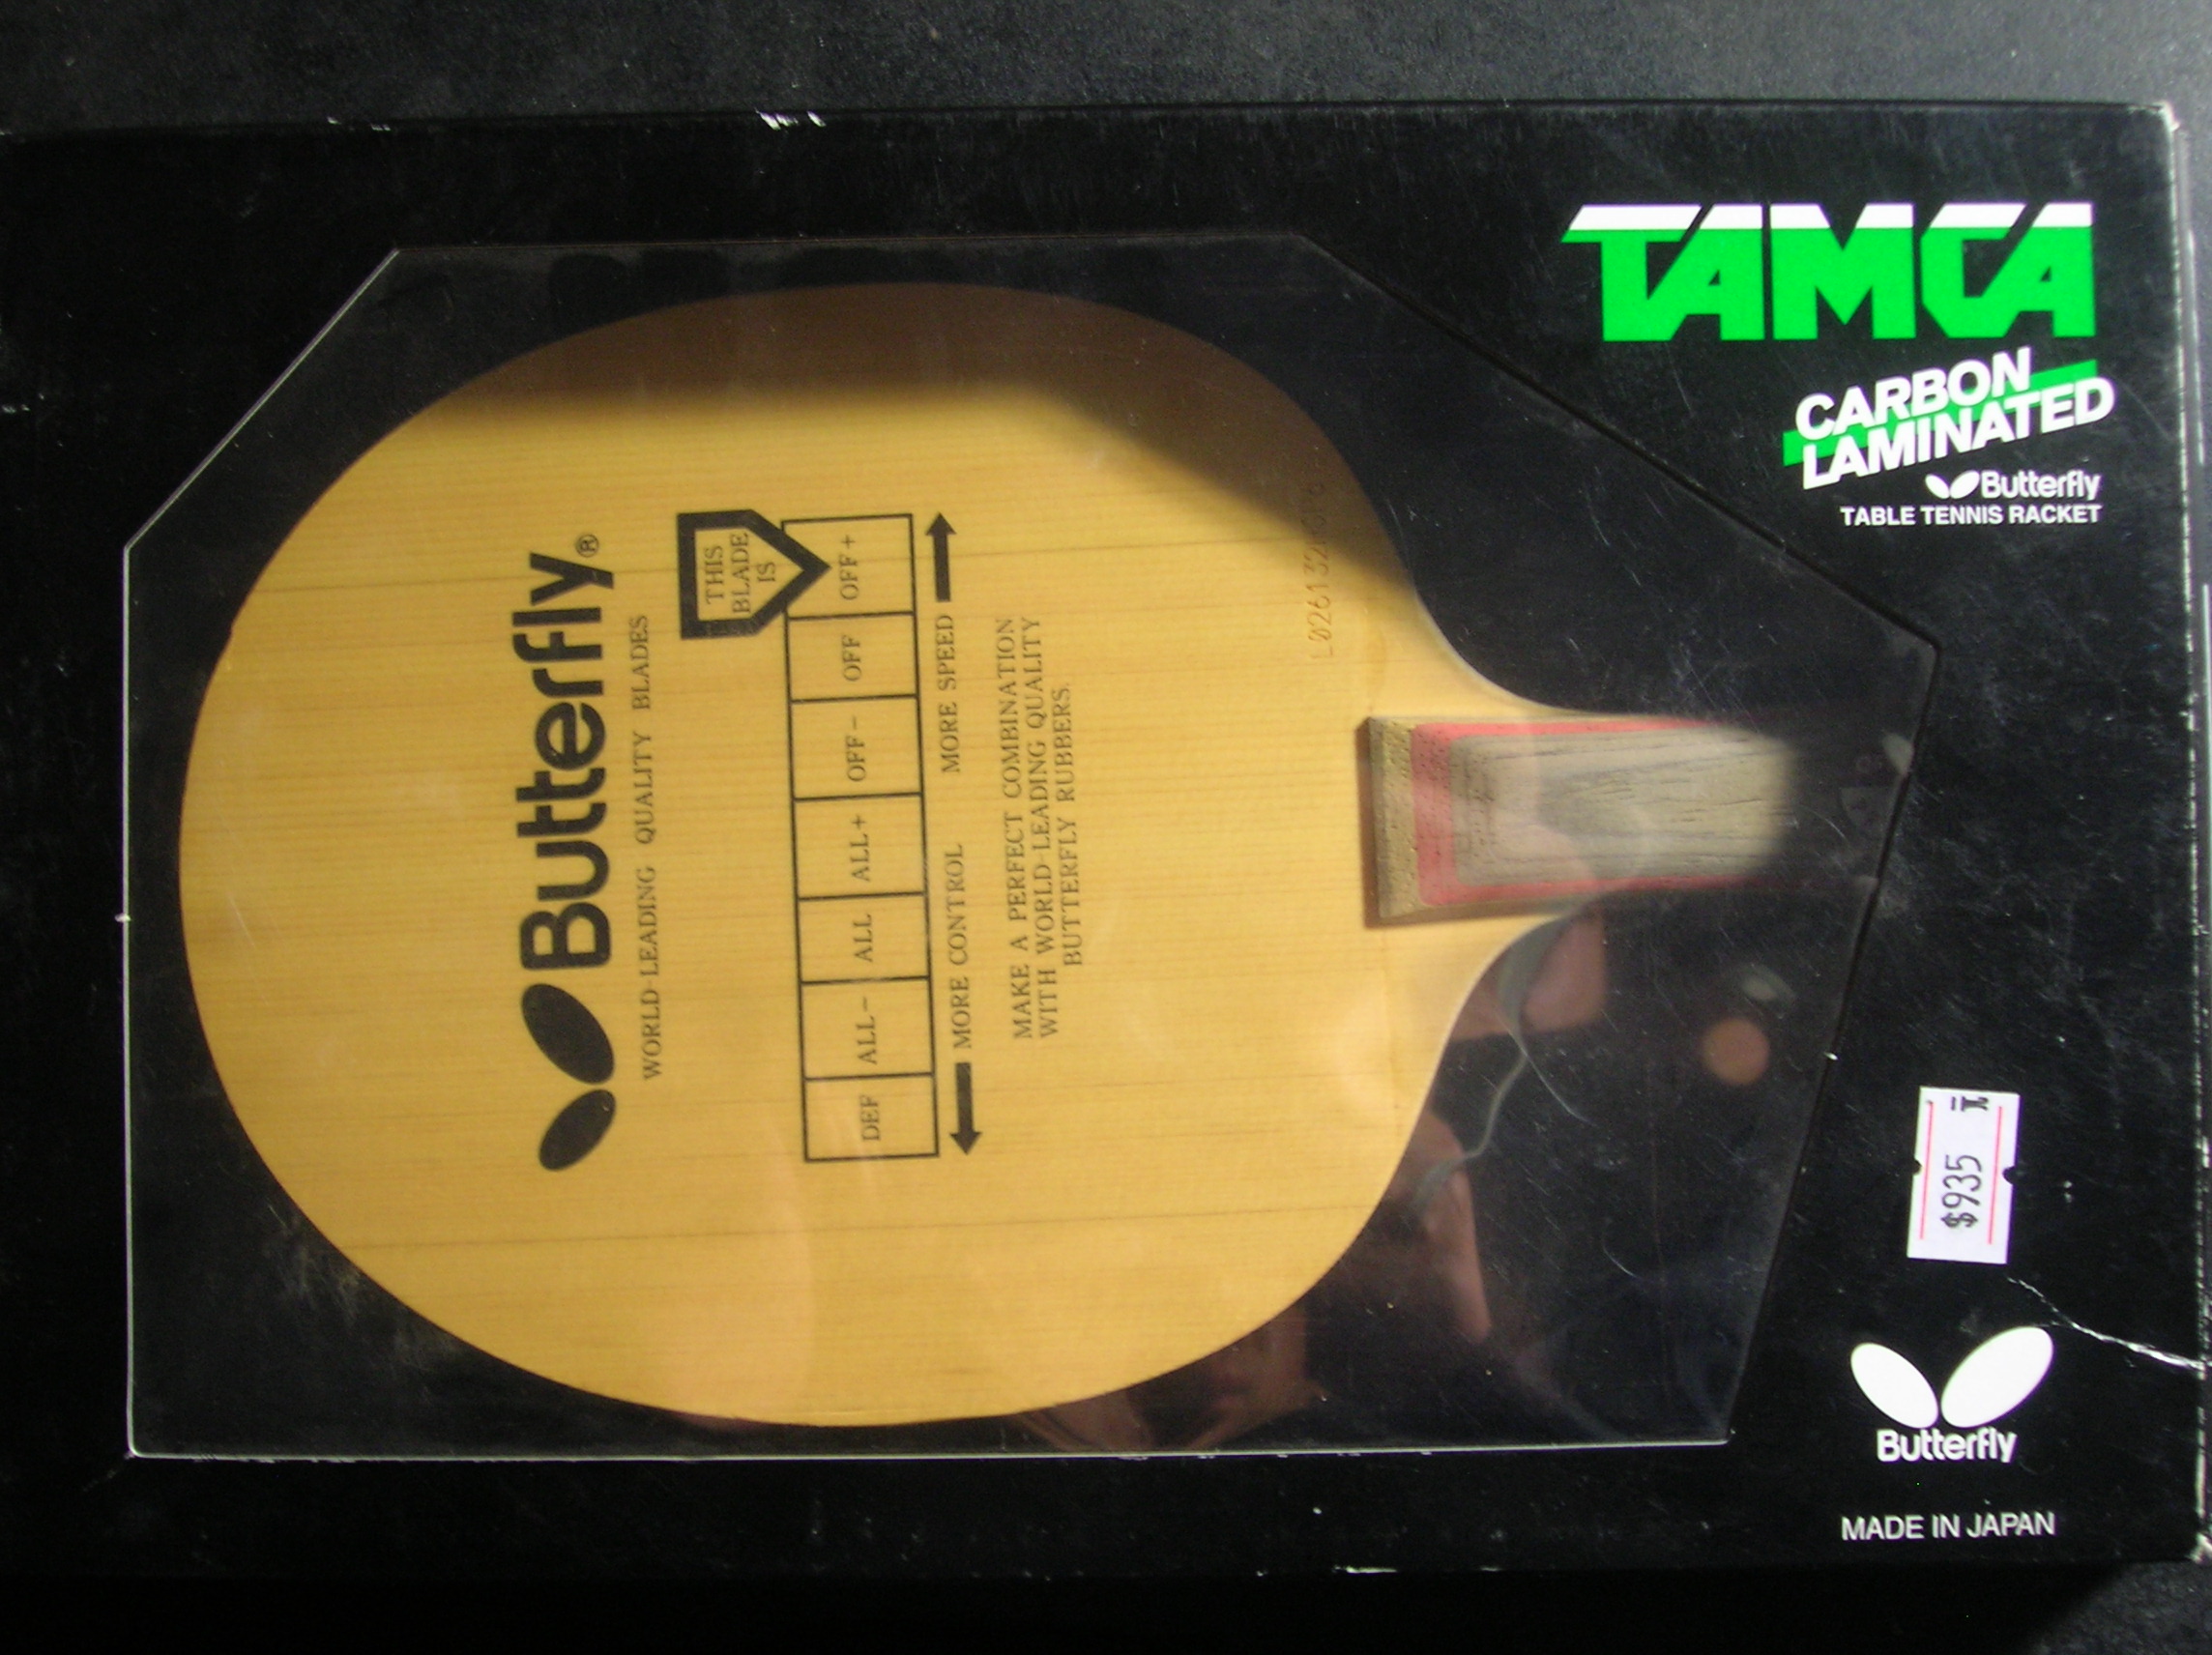 TAMCA
CARBON
LAMINATED
Butterfly
TABLE TENNIS RACKET
Butterfly®
WORLD-LEADING QUALITY BLADES
THIS
BLADE
IS
DEF ALL- ALL ALL+ OFF- OFF OFF+
MORE CONTROL MORE SPEED
MAKE A PERFECT COMBINATION
WITH WORLD-LEADING QUALITY
BUTTERFLY RUBBERS.
$935
Butterfly
MADE IN JAPAN